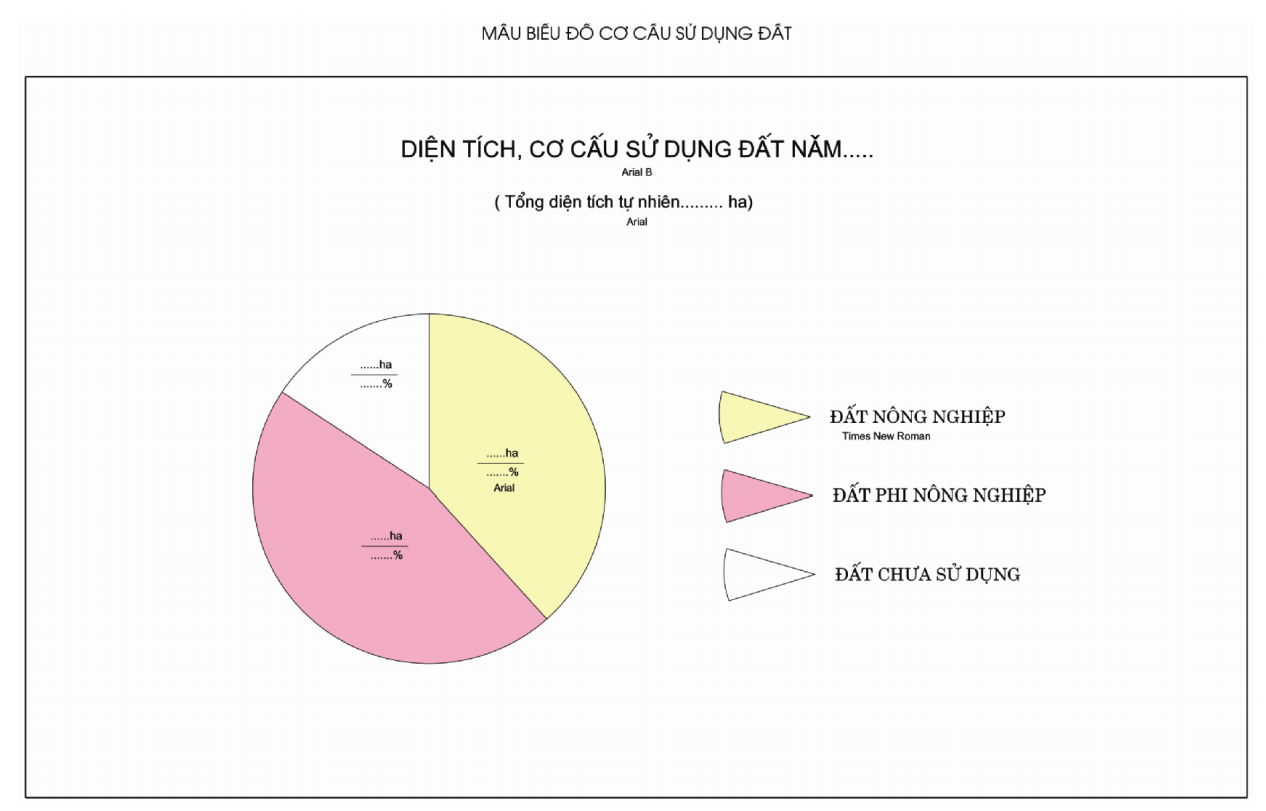 MẪU BIỂU ĐỒ CƠ CẤU SỬ DỤNG ĐẤT
DIỆN TÍCH, CƠ CẤU SỬ DỤNG ĐẤT NĂM.....
Arial B
( Tổng diện tích tự nhiên......... ha)
Arial
......ha
.......%
......ha
.......%
Arial
......ha
.......%
ĐẤT NÔNG NGHIỆP
Times New Roman
ĐẤT PHI NÔNG NGHIỆP
ĐẤT CHƯA SỬ DỤNG